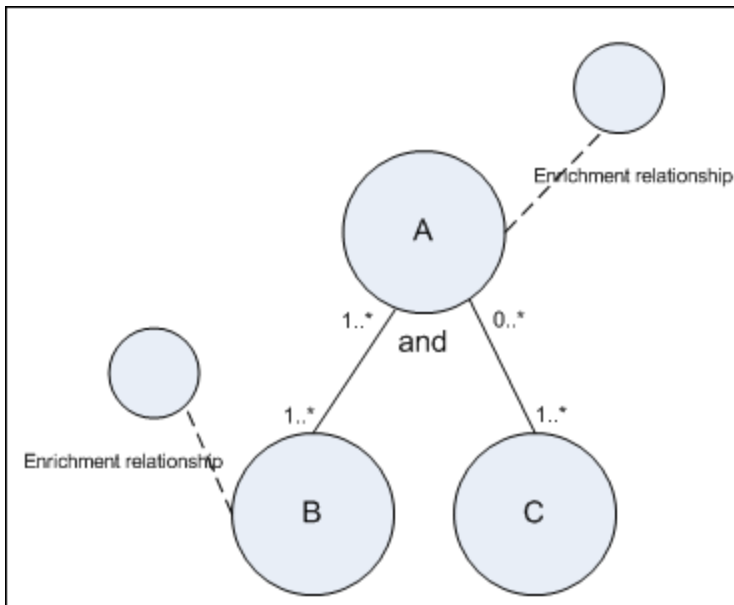 Enrichment relationship
A
1..*
0..*
and
1..*
1..*
Enrichment relationship
B
C